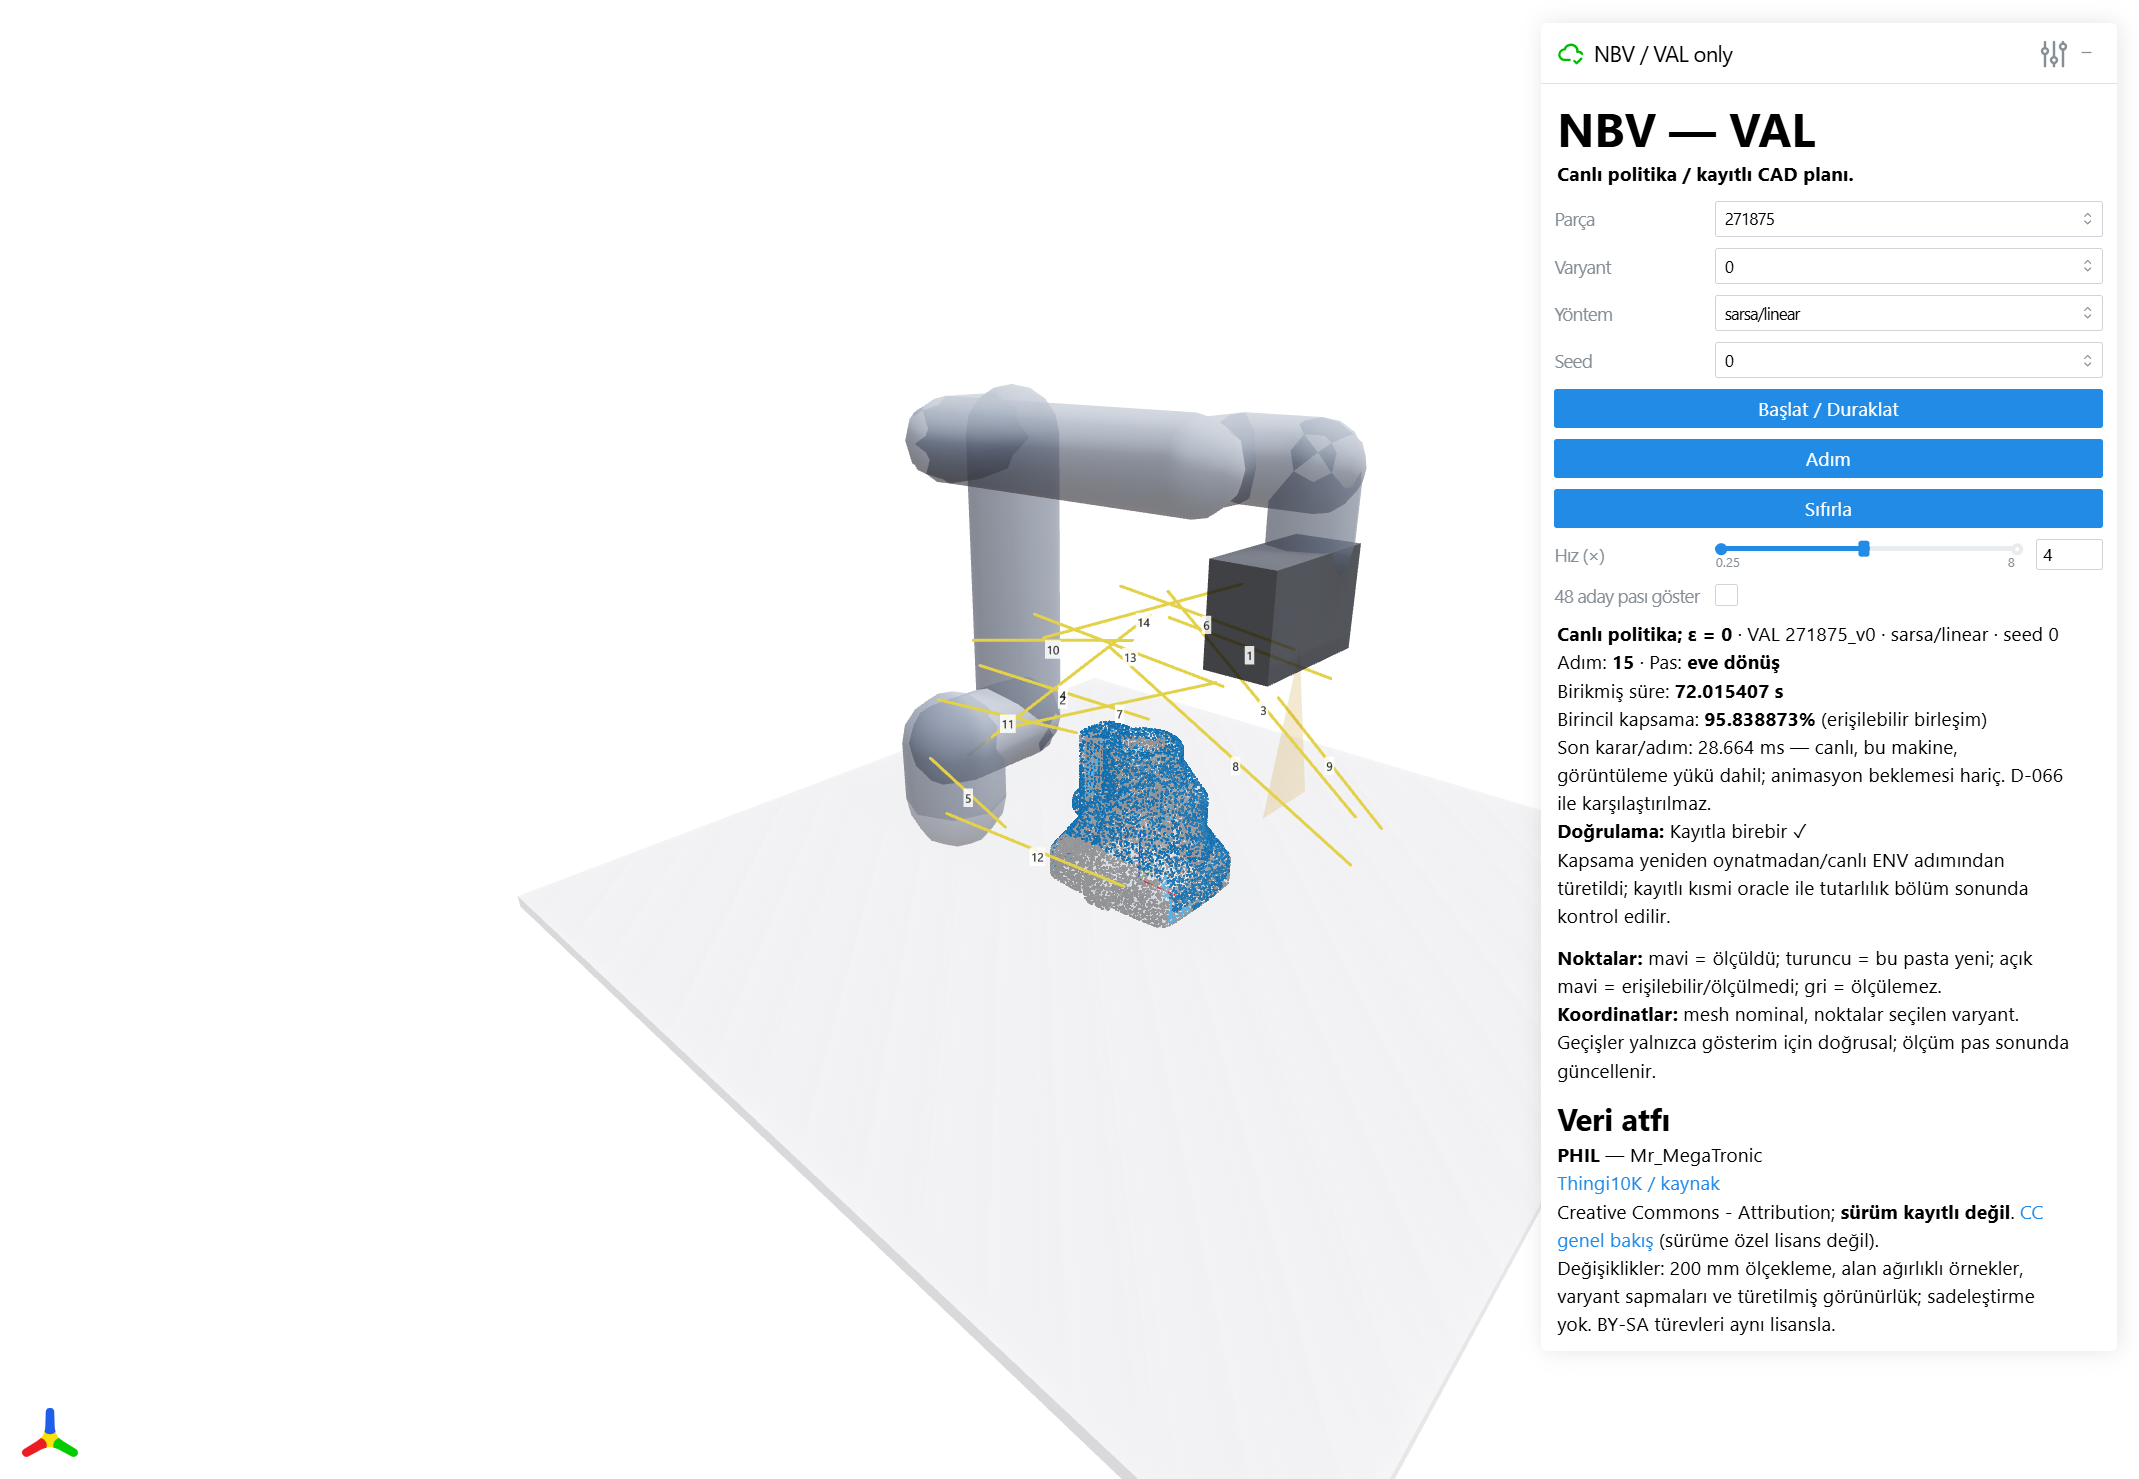 NBV / VAL only
NBV — VAL
Canlı politika / kayıtlı CAD planı.
Parça
271875
Varyant
0
Yöntem
sarsa/linear
Seed
0
Başlat / Duraklat
Adım
Sıfırla
Hız (×)
0.25
8
4
48 aday pası göster
Canlı politika; ε = 0 · VAL 271875_v0 · sarsa/linear · seed 0
Adım: 15 · Pas: eve dönüş
Birikmiş süre: 72.015407 s
Birincil kapsama: 95.838873% (erişilebilir birleşim)
Son karar/adım: 28.664 ms — canlı, bu makine,
görüntüleme yükü dahil; animasyon beklemesi hariç. D-066
ile karşılaştırılmaz.
Doğrulama: Kayıtla birebir ✓
Kapsama yeniden oynatmadan/canlı ENV adımından
türetildi; kayıtlı kısmi oracle ile tutarlılık bölüm sonunda
kontrol edilir.
Noktalar: mavi = ölçüldü; turuncu = bu pasta yeni; açık
mavi = erişilebilir/ölçülmedi; gri = ölçülemez.
Koordinatlar: mesh nominal, noktalar seçilen varyant.
Geçişler yalnızca gösterim için doğrusal; ölçüm pas sonunda
güncellenir.
Veri atfı
PHIL — Mr_MegaTronic
Thingi10K / kaynak
Creative Commons - Attribution; sürüm kayıtlı değil. CC
genel bakış (sürüme özel lisans değil).
Değişiklikler: 200 mm ölçekleme, alan ağırlıklı örnekler,
varyant sapmaları ve türetilmiş görünürlük; sadeleştirme
yok. BY-SA türevleri aynı lisansla.
14
6
10
13
1
4
2
7
3
11
8
9
5
12